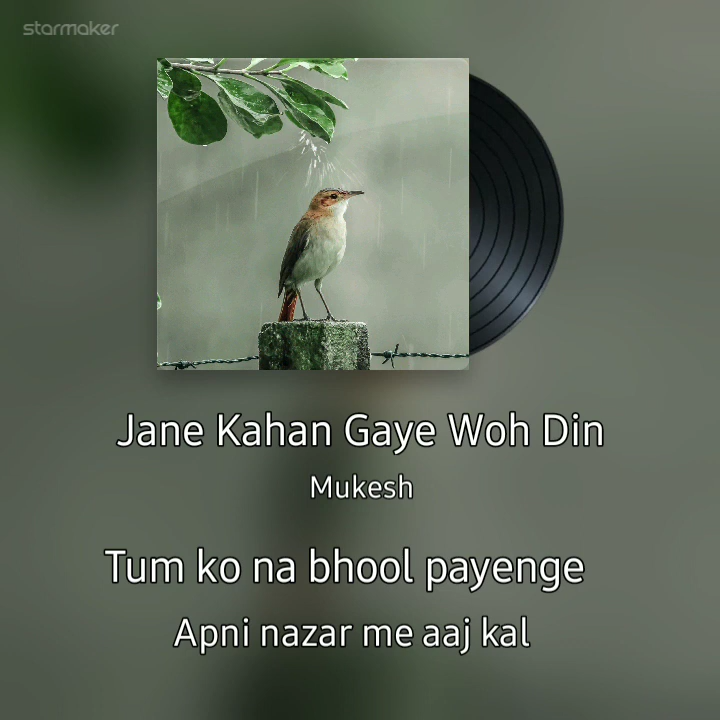 starmaker
Jane Kahan Gaye Woh Din
Mukesh
Tum ko na bhool payenge
Apni nazar me aaj kal